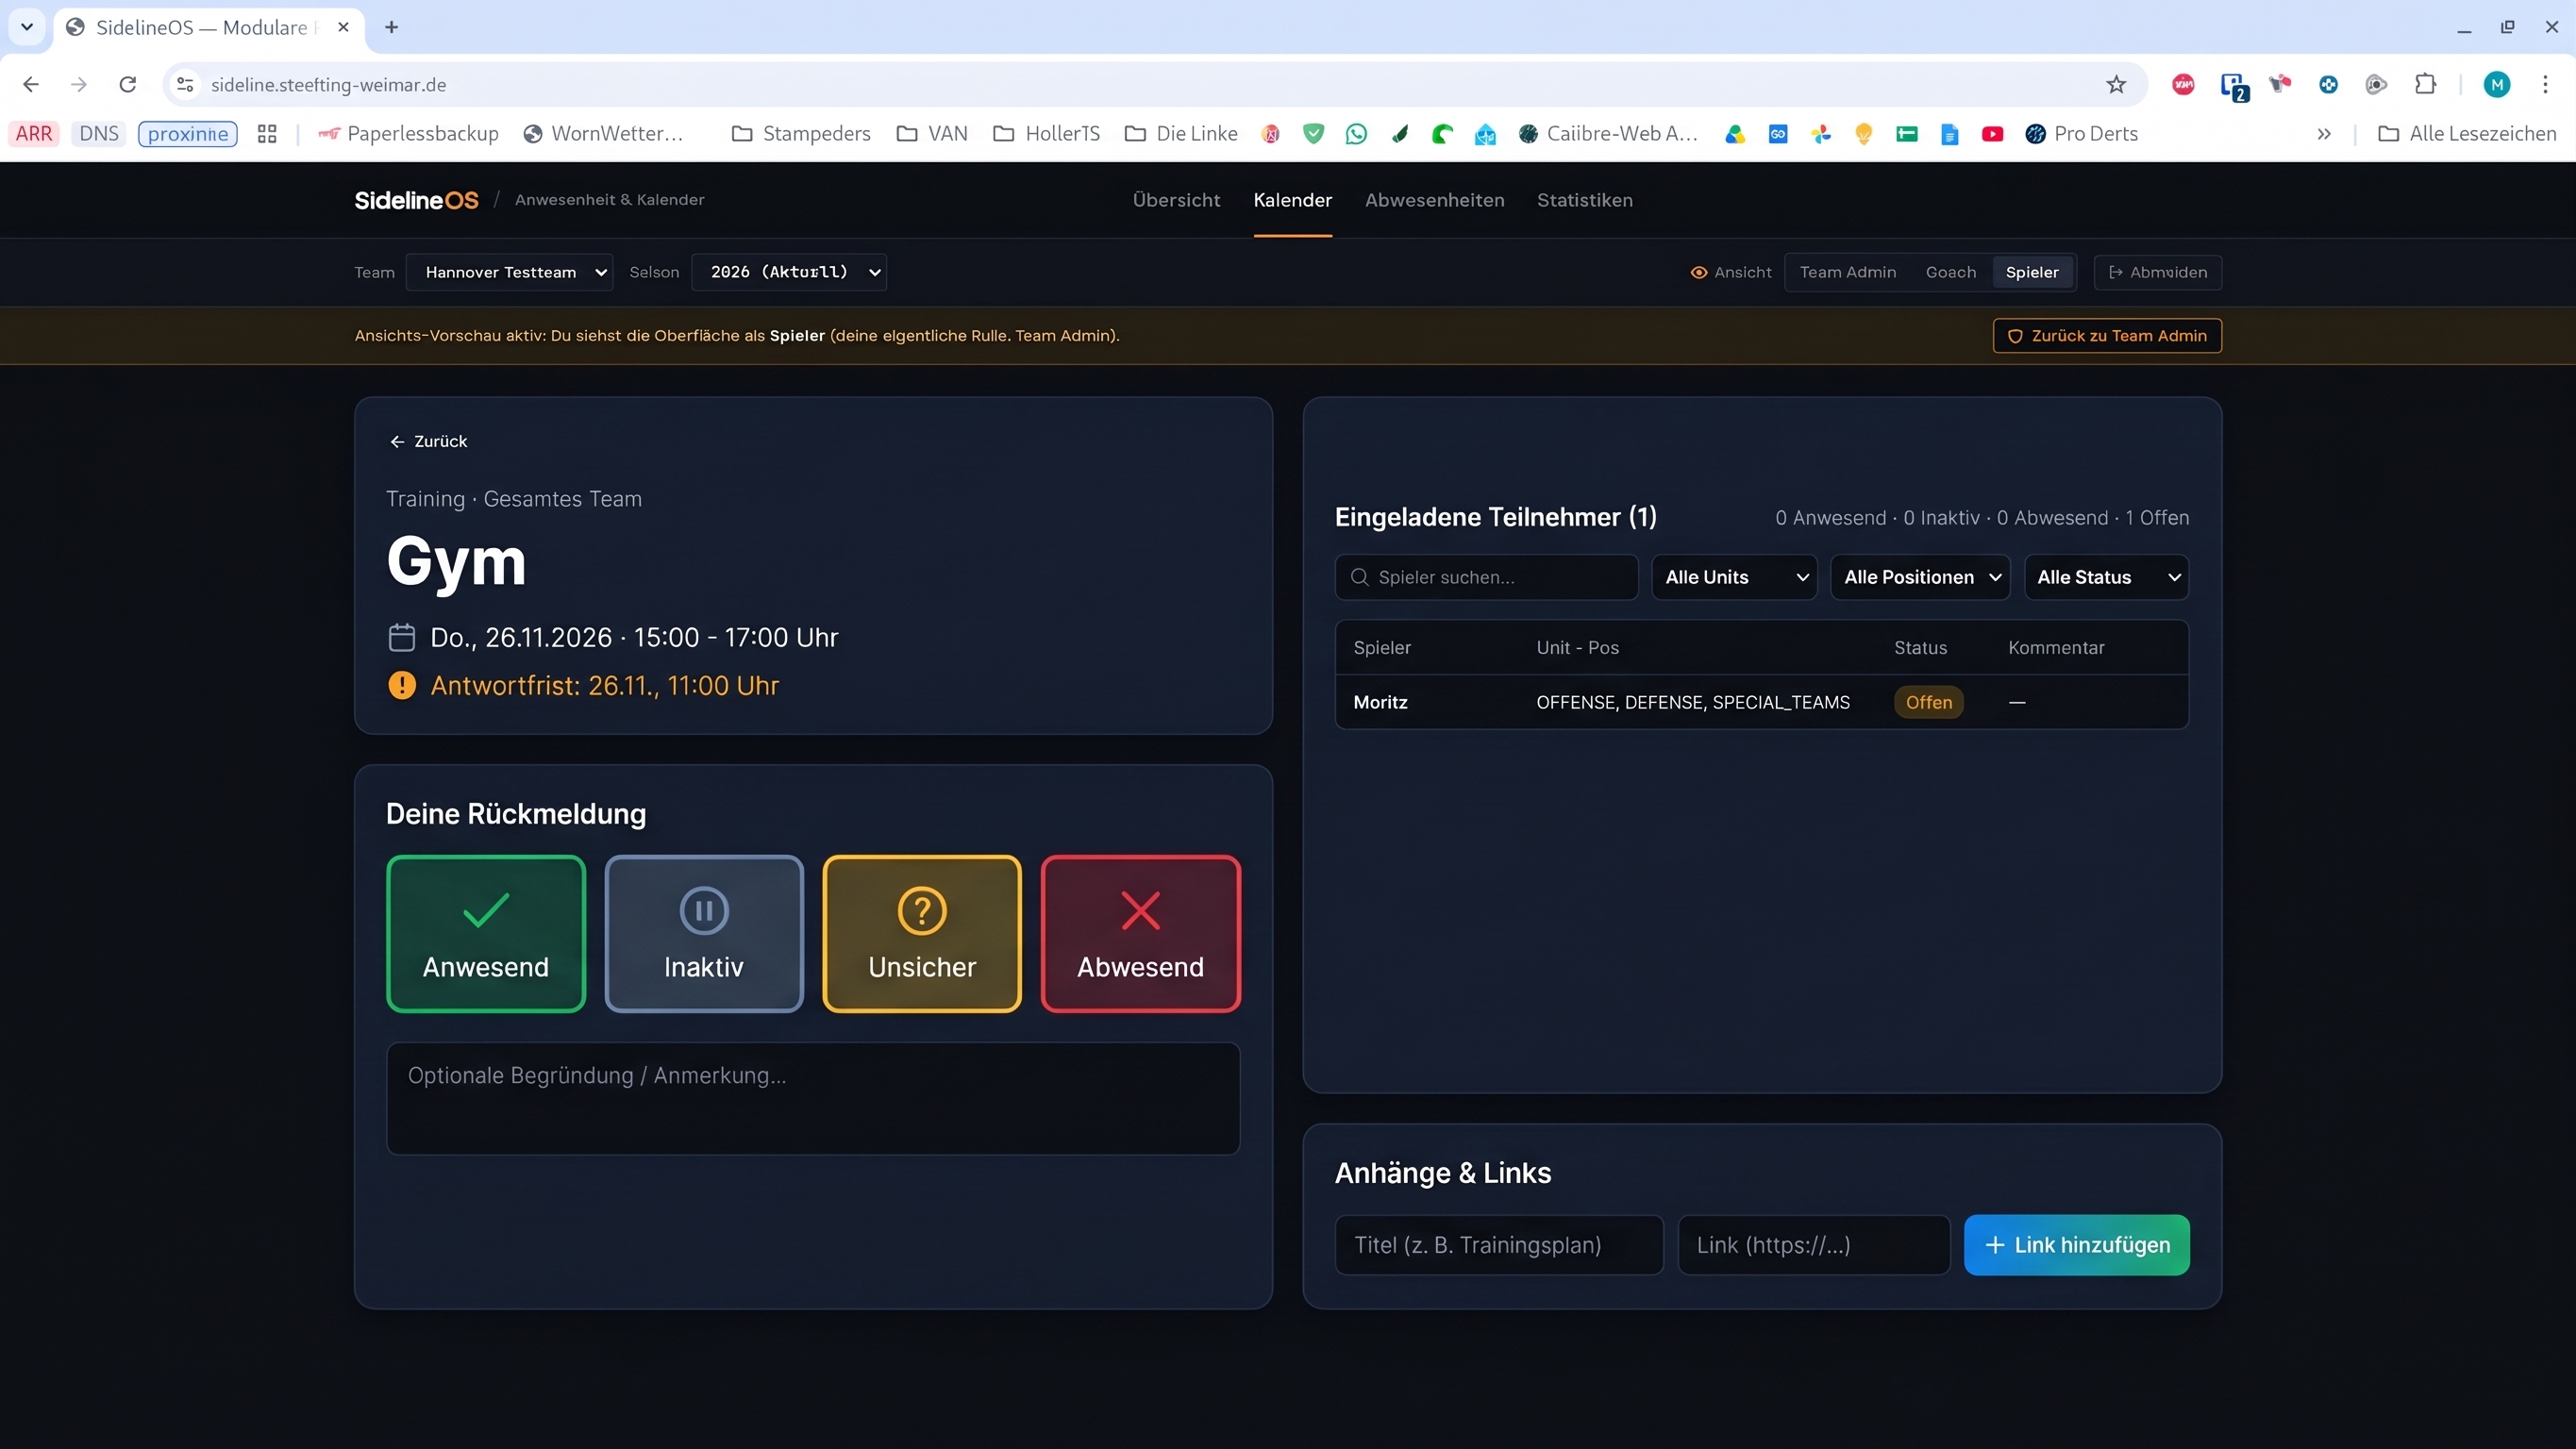 SidelineOS — Modulare
sideline.steefting-weimar.de
ARR DNS proxinne Paperlessbackup WornWetter... Stampeders VAN HollerTS Die Linke Caiibre-Web A... Pro Derts Alle Lesezeichen
SidelineOS / Anwesenheit & Kalender Übersicht Kalender Abwesenheiten Statistiken
Team Hannover Testteam Selson 2026 Ansicht Team Admin Goach Spieler
Ansichts-Vorschau aktiv: Du siehst die Oberfläche als Spieler (deine elgentliche Rulle. Team Admin). Zurück zu Team Admin
Zurück
Training · Gesamtes Team
Gym
Do., 26.11.2026 · 15:00 - 17:00 Uhr
Antwortfrist: 26.11., 11:00 Uhr
Deine Rückmeldung
Anwesend Inaktiv Unsicher Abwesend
Optionale Begründung / Anmerkung...
Eingeladene Teilnehmer (1) 0 Anwesend · 0 Inaktiv · 0 Abwesend · 1 Offen
Spieler suchen... Alle Units Alle Positionen Alle Status
Spieler Unit - Pos Status Kommentar
Moritz OFFENSE, DEFENSE, SPECIAL_TEAMS Offen —
Anhänge & Links
Titel (z. B. Trainingsplan) Link (https://...) + Link hinzufügen